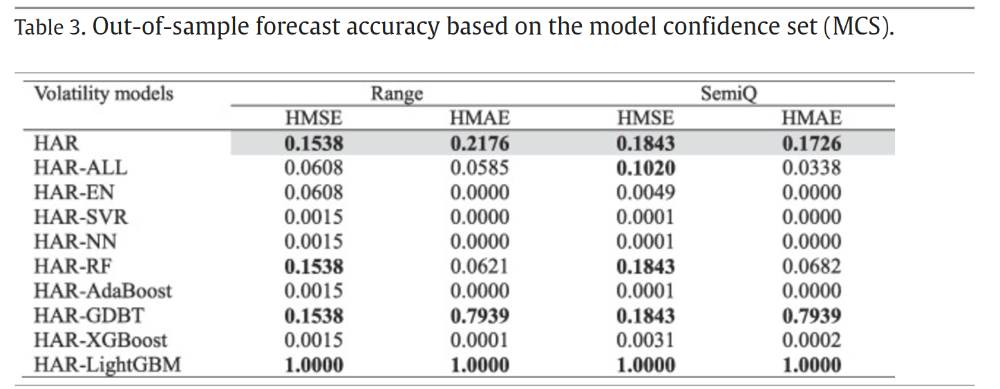 Table 3. Out-of-sample forecast accuracy based on the model confidence set (MCS).
Volatility models Range SemiQ
HMSE HMAE HMSE HMAE
HAR 0.1538 0.2176 0.1843 0.1726
HAR-ALL 0.0608 0.0585 0.1020 0.0338
HAR-EN 0.0608 0.0000 0.0049 0.0000
HAR-SVR 0.0015 0.0000 0.0001 0.0000
HAR-NN 0.0015 0.0000 0.0001 0.0000
HAR-RF 0.1538 0.0621 0.1843 0.0682
HAR-AdaBoost 0.0015 0.0000 0.0001 0.0000
HAR-GDBT 0.1538 0.7939 0.1843 0.7939
HAR-XGBoost 0.0015 0.0001 0.0031 0.0002
HAR-LightGBM 1.0000 1.0000 1.0000 1.0000